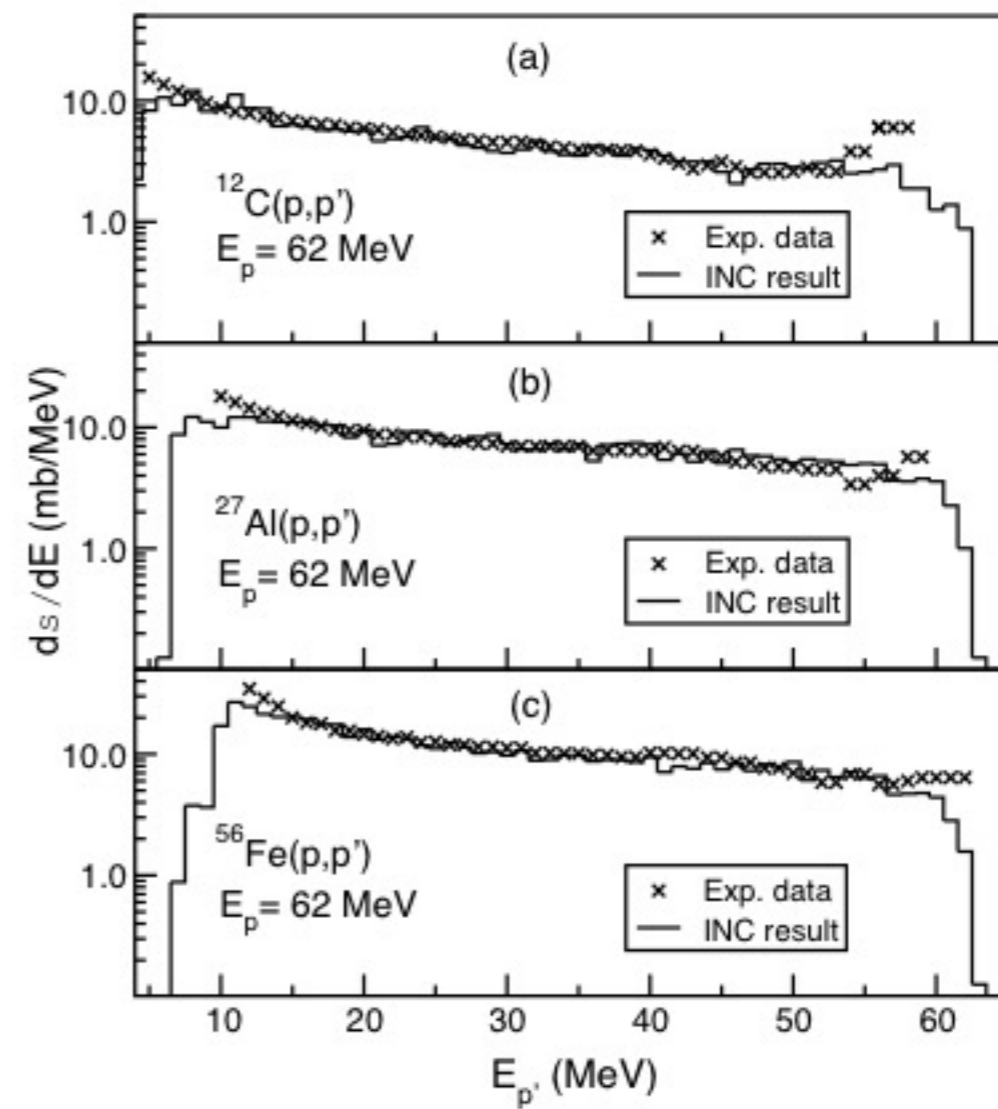 (a)
10.0
1.0
¹²C(p,p')
Eₚ= 62 MeV
Exp. data
INC result
(b)
10.0
1.0
²⁷Al(p,p')
Eₚ= 62 MeV
Exp. data
INC result
ds/dE (mb/MeV)
(c)
10.0
1.0
⁵⁶Fe(p,p')
Eₚ= 62 MeV
Exp. data
INC result
10 20 30 40 50 60
Eₚ' (MeV)